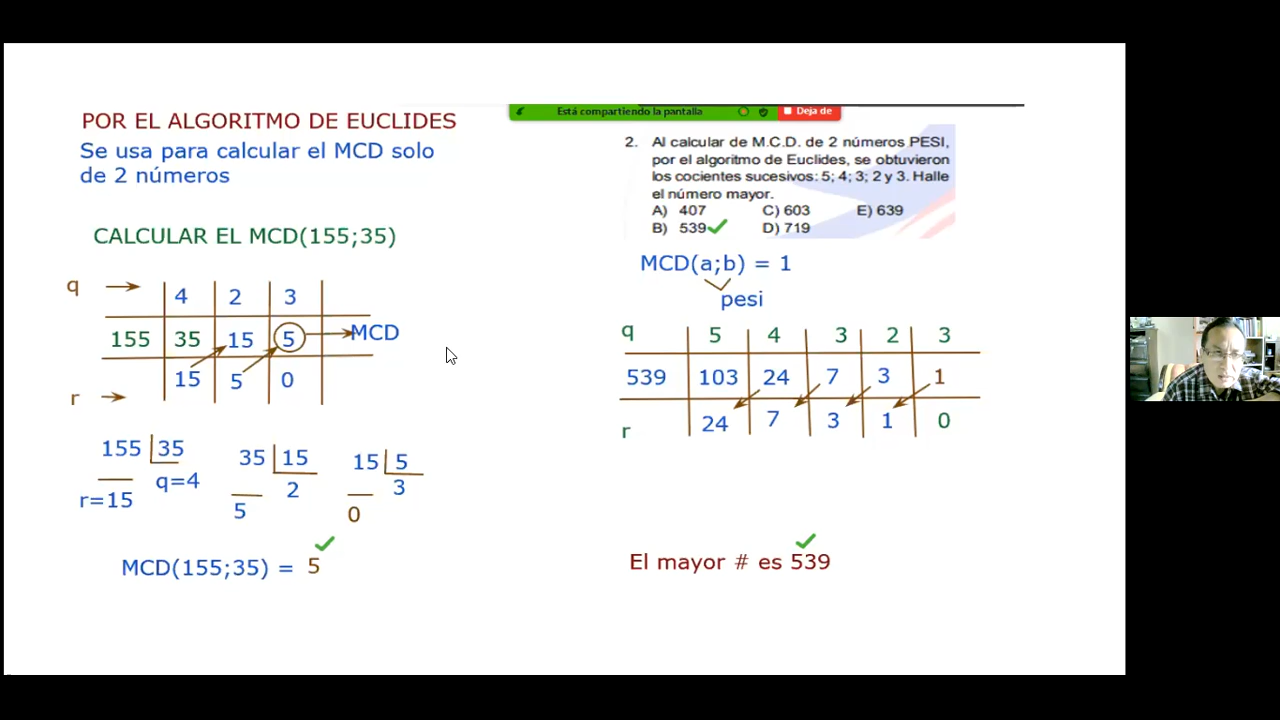 POR EL ALGORITMO DE EUCLIDES
Se usa para calcular el MCD solo
de 2 números
CALCULAR EL MCD(155;35)
q 4 2 3
155 35 15 5 MCD
15 5 0
r
155 35
q=4
r=15
35 15
2
5
15 5
3
0
MCD(155;35) = 5
Está compartiendo la pantalla Deja de
2. Al calcular de M.C.D. de 2 números PESI,
por el algoritmo de Euclides, se obtuvieron
los cocientes sucesivos: 5; 4; 3; 2 y 3. Halle
el número mayor.
A) 407 C) 603 E) 639
B) 539 D) 719
MCD(a;b) = 1
pesi
q 5 4 3 2 3
539 103 24 7 3 1
r 24 7 3 1 0
El mayor # es 539